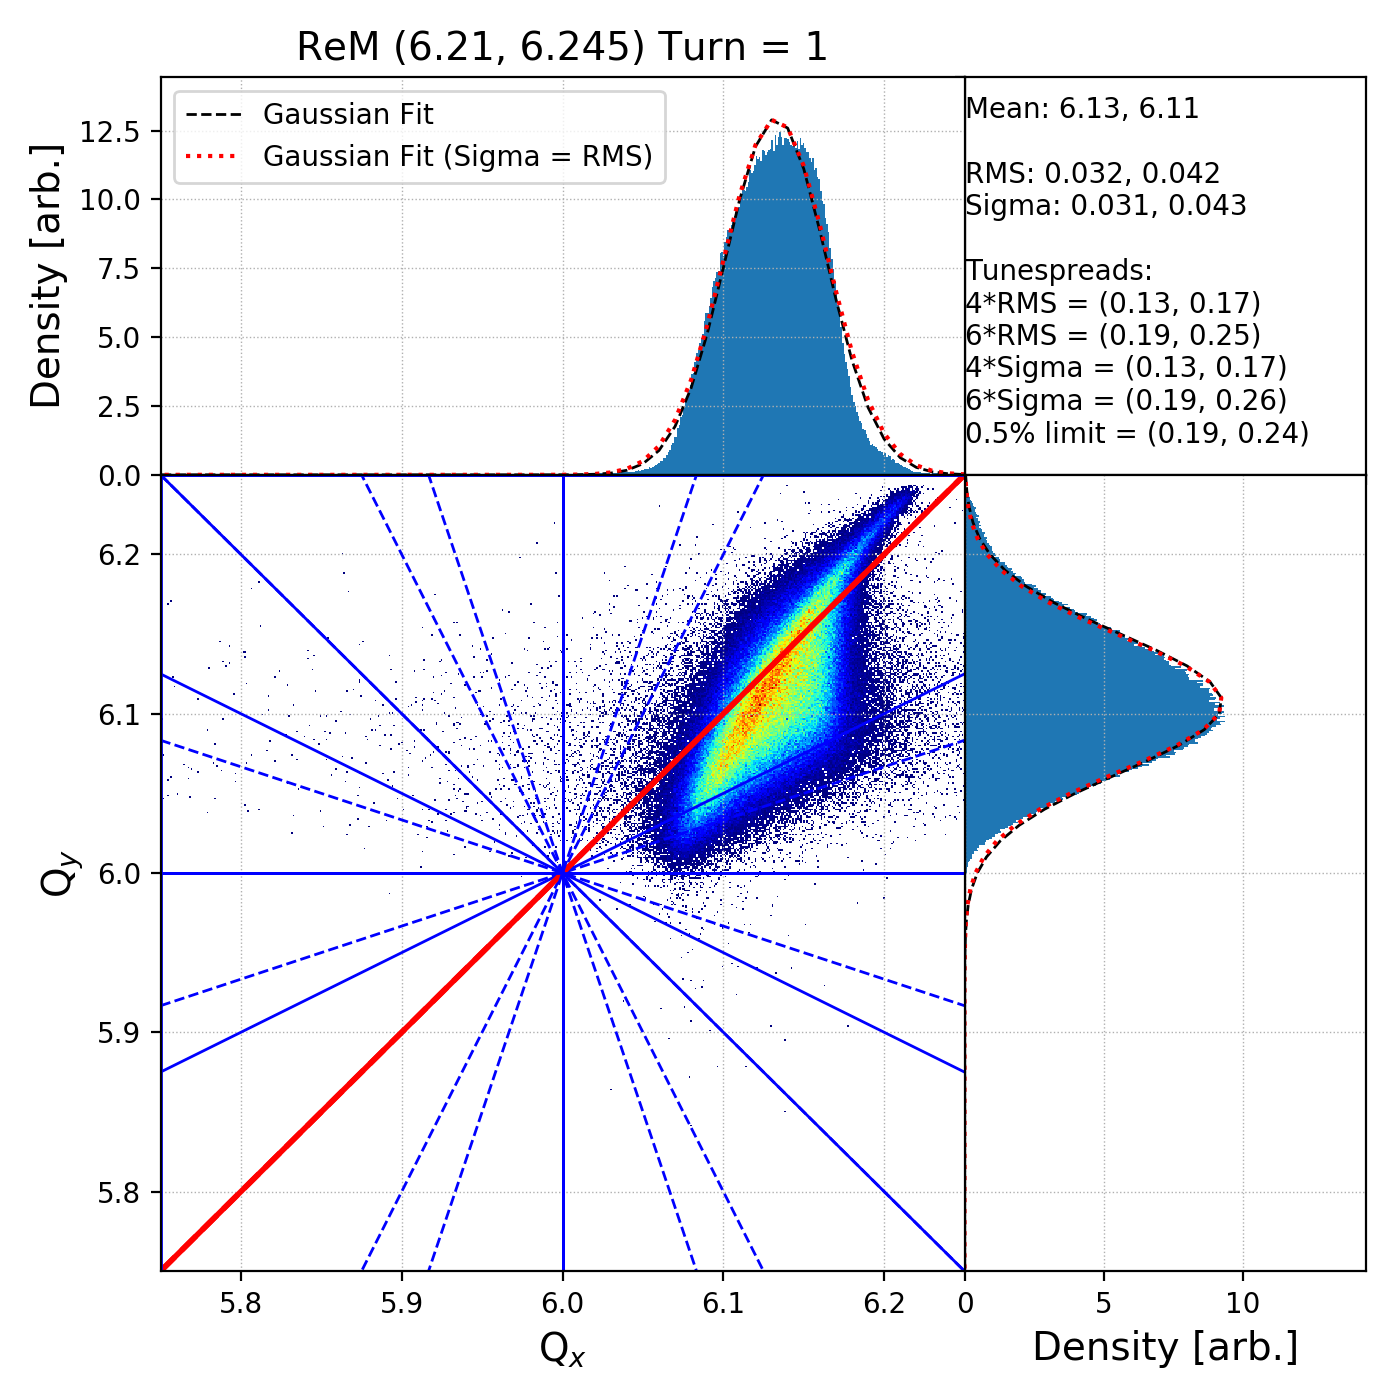 ReM (6.21, 6.245) Turn = 1
Gaussian Fit
Gaussian Fit (Sigma = RMS)
Density [arb.]
12.5
10.0
7.5
5.0
2.5
0.0
Mean: 6.13, 6.11
RMS: 0.032, 0.042
Sigma: 0.031, 0.043
Tunespreads:
4*RMS = (0.13, 0.17)
6*RMS = (0.19, 0.25)
4*Sigma = (0.13, 0.17)
6*Sigma = (0.19, 0.26)
0.5% limit = (0.19, 0.24)
Qy
6.2
6.1
6.0
5.9
5.8
5.8 5.9 6.0 6.1 6.2
Qx
0 5 10
Density [arb.]